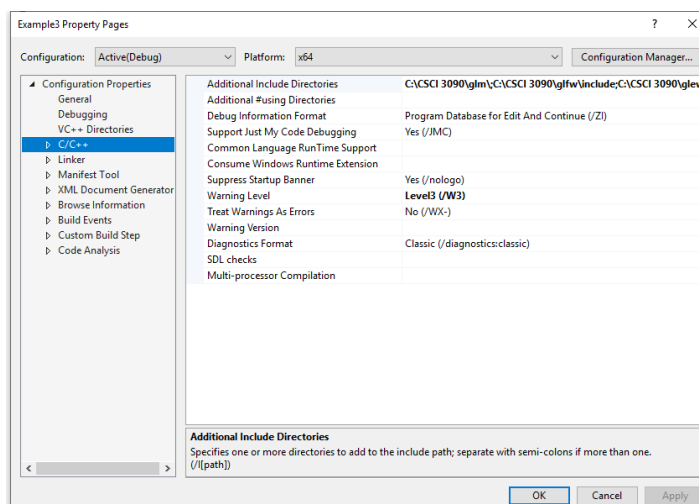 Example3 Property Pages
? X
Configuration: Active(Debug) Platform: x64 Configuration Manager...
Configuration Properties
General
Debugging
VC++ Directories
C/C++
Linker
Manifest Tool
XML Document Generator
Browse Information
Build Events
Custom Build Step
Code Analysis
Additional Include Directories C:\CSCI 3090\glm\;C:\CSCI 3090\glfw\include;C:\CSCI 3090\glew
Additional #using Directories
Debug Information Format Program Database for Edit And Continue (/ZI)
Support Just My Code Debugging Yes (/JMC)
Common Language RunTime Support
Consume Windows Runtime Extension
Suppress Startup Banner Yes (/nologo)
Warning Level Level3 (/W3)
Treat Warnings As Errors No (/WX-)
Warning Version
Diagnostics Format Classic (/diagnostics:classic)
SDL checks
Multi-processor Compilation
Additional Include Directories
Specifies one or more directories to add to the include path; separate with semi-colons if more than one.
(/I[path])
OK Cancel Apply